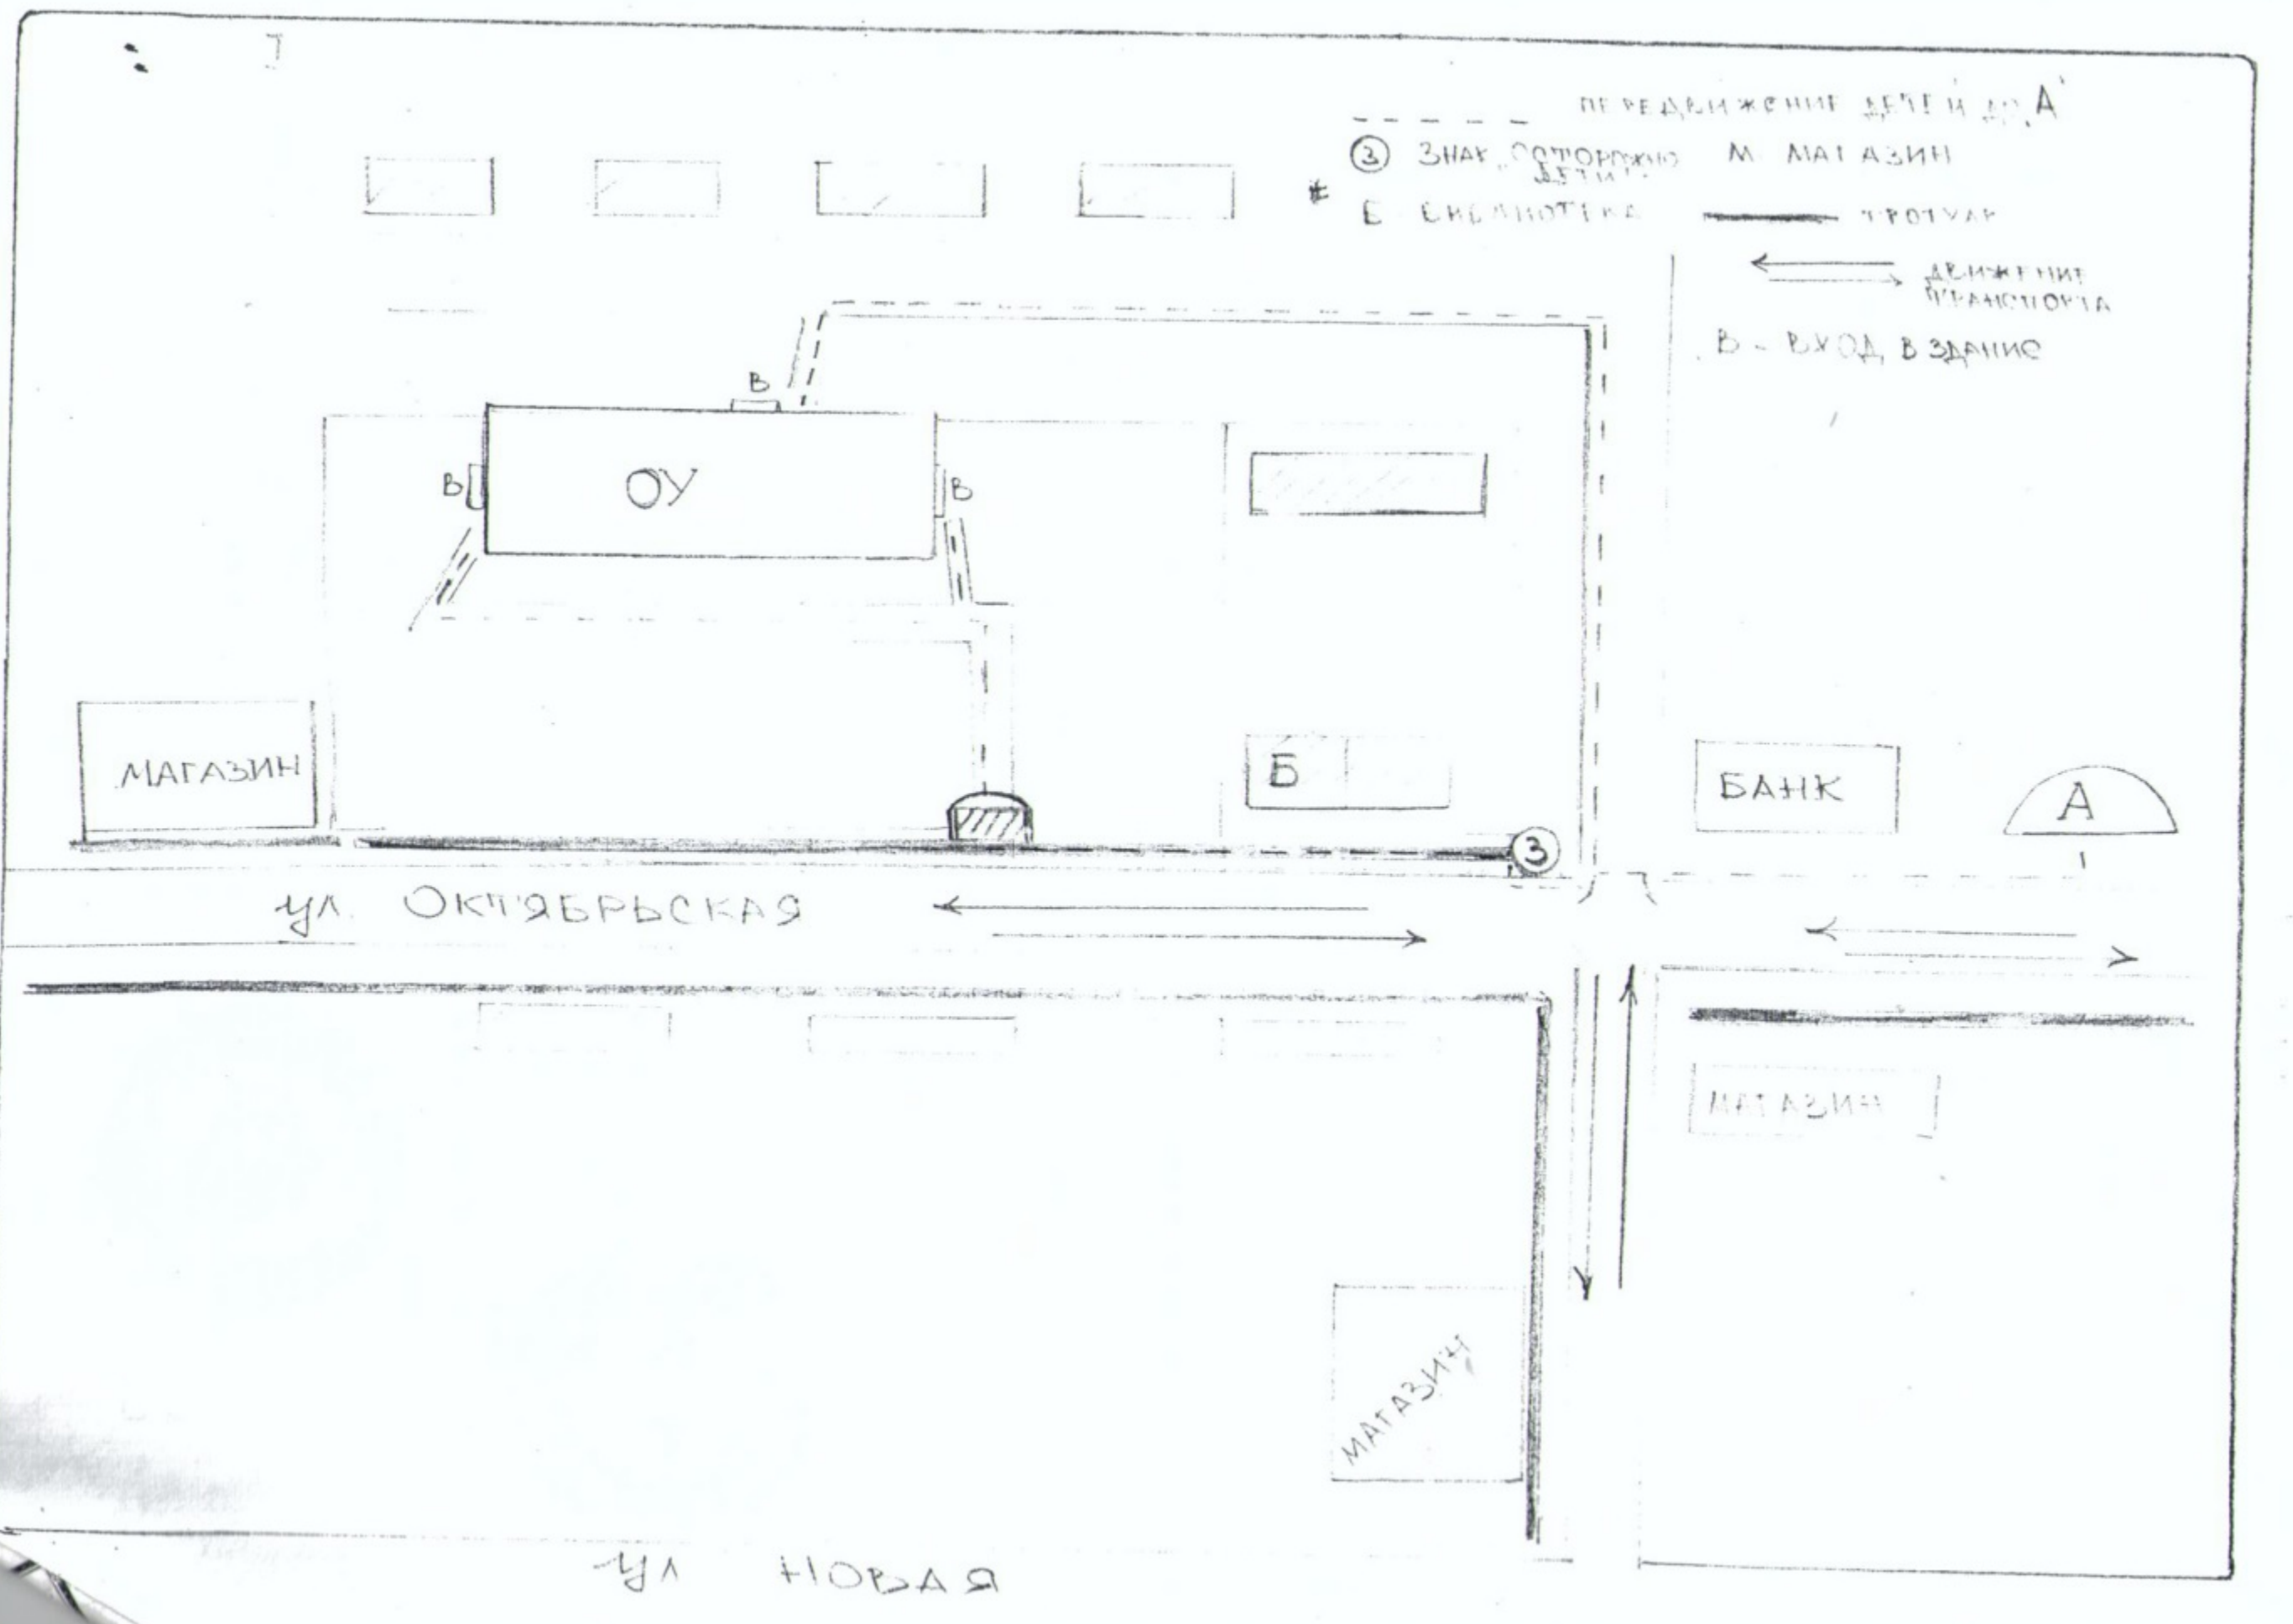 ПЕРЕДВИЖЕНИЕ ДЕТЕЙ ДО "А"
3 ЗНАК "ОСТОРОЖНО ДЕТИ!" М. МАГАЗИН
Б БИБЛИОТЕКА ТРОТУАР
ДВИЖЕНИЕ
ТРАНСПОРТА
В - ВХОД В ЗДАНИЕ
В
В ОУ В
МАГАЗИН Б БАНК А
3
ул. ОКТЯБРЬСКАЯ
МАГАЗИН
МАГАЗИН
ул НОВАЯ